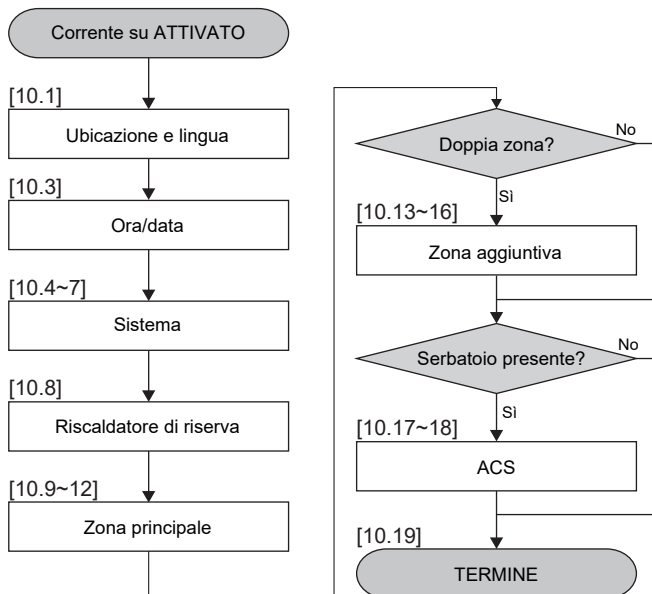 Corrente su ATTIVATO
[10.1]
Ubicazione e lingua
[10.3]
Ora/data
[10.4~7]
Sistema
[10.8]
Riscaldatore di riserva
[10.9~12]
Zona principale
Doppia zona?
No
Sì
[10.13~16]
Zona aggiuntiva
Serbatoio presente?
No
Sì
[10.17~18]
ACS
[10.19]
TERMINE